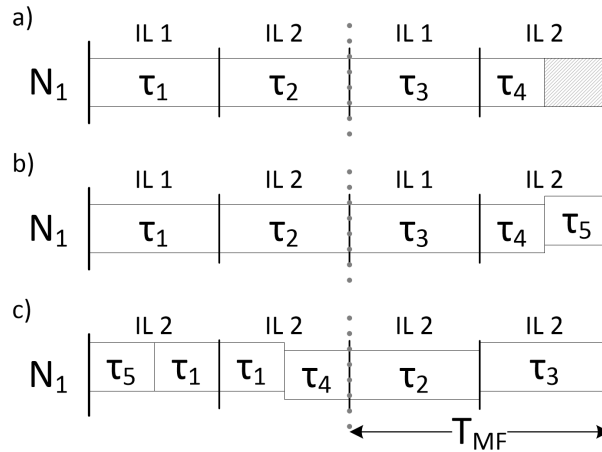 a)
IL 1 IL 2 IL 1 IL 2
N₁ τ₁ τ₂ τ₃ τ₄
b)
IL 1 IL 2 IL 1 IL 2
N₁ τ₁ τ₂ τ₃ τ₄ τ₅
c)
IL 2 IL 2 IL 2 IL 2
N₁ τ₅ τ₁ τ₁ τ₄ τ₂ τ₃
T_MF